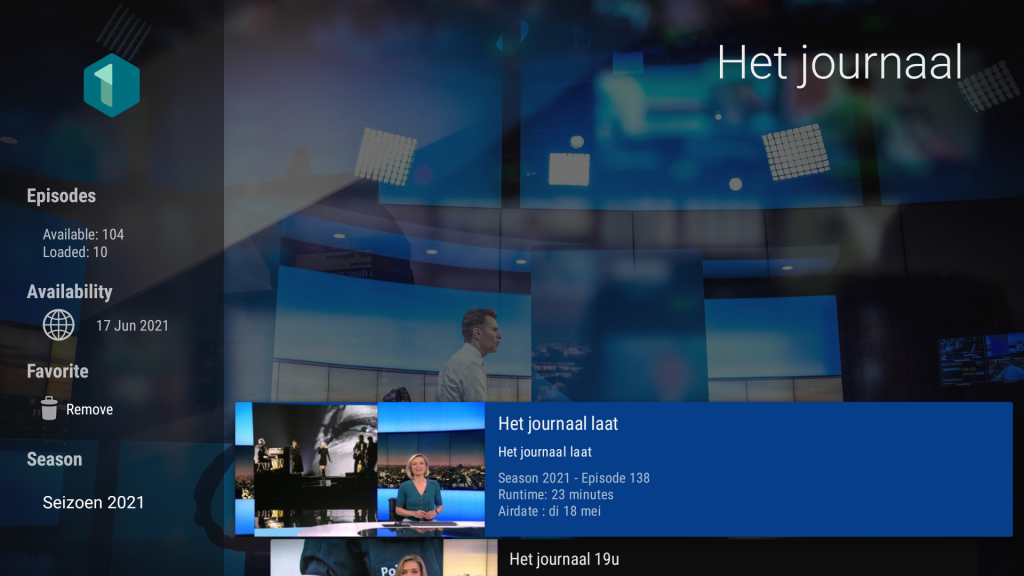 Het journaal
Episodes
Available: 104
Loaded: 10
Availability
17 Jun 2021
Favorite
Remove
Season
Seizoen 2021
Het journaal laat
Het journaal laat
Season 2021 - Episode 138
Runtime: 23 minutes
Airdate : di 18 mei
Het journaal 19u